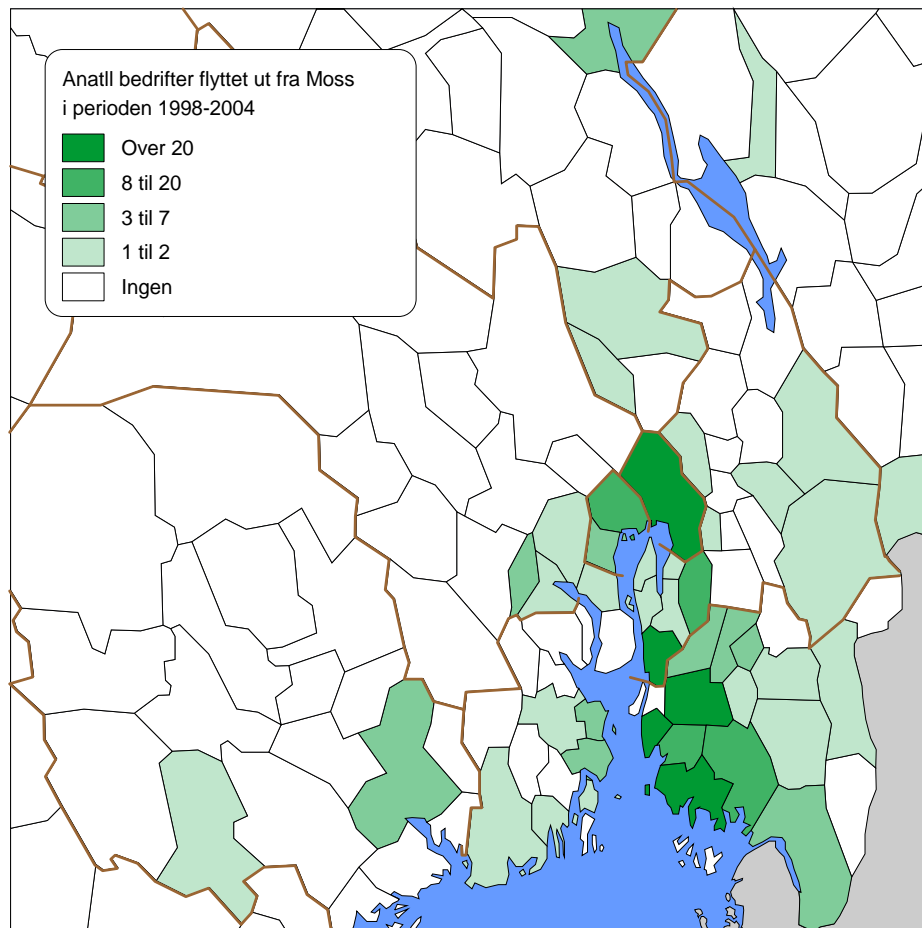 Anatll bedrifter flyttet ut fra Moss
i perioden 1998-2004
Over 20
8 til 20
3 til 7
1 til 2
Ingen